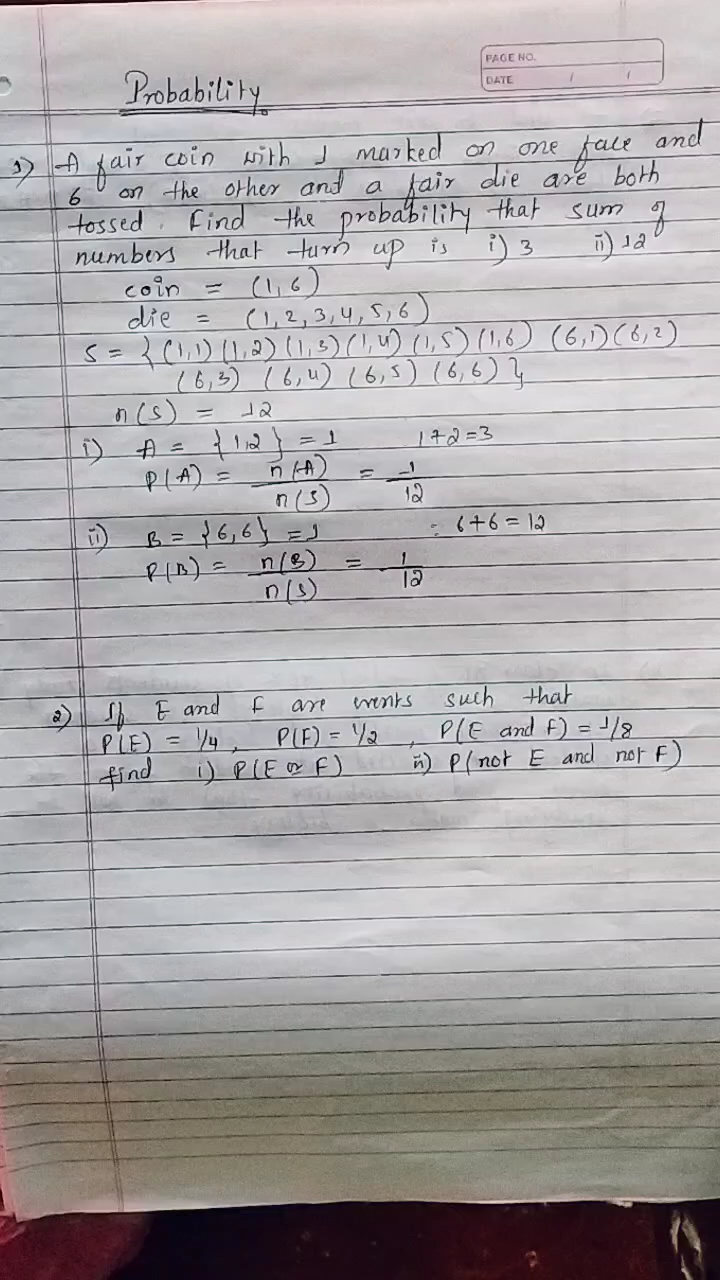 PAGE NO.
DATE / /
Probability
1) A fair coin with 1 marked on one face and
6 on the other and a fair die are both
tossed. Find the probability that sum of
numbers that turn up is i) 3 ii) 12
coin = (1, 6)
die = (1, 2, 3, 4, 5, 6)
S = { (1,1) (1,2) (1,3) (1,4) (1,5) (1,6) (6,1) (6,2)
(6,3) (6,4) (6,5) (6,6) }
n(S) = 12
i) A = {1,2} = 1 1+2=3
P(A) = n(A) / n(S) = 1 / 12
ii) B = {6,6} = 1 : 6+6=12
P(B) = n(B) / n(S) = 1 / 12
2) If E and F are events such that
P(E) = 1/4, P(F) = 1/2, P(E and F) = 1/8
find i) P(E or F) ii) P(not E and not F)